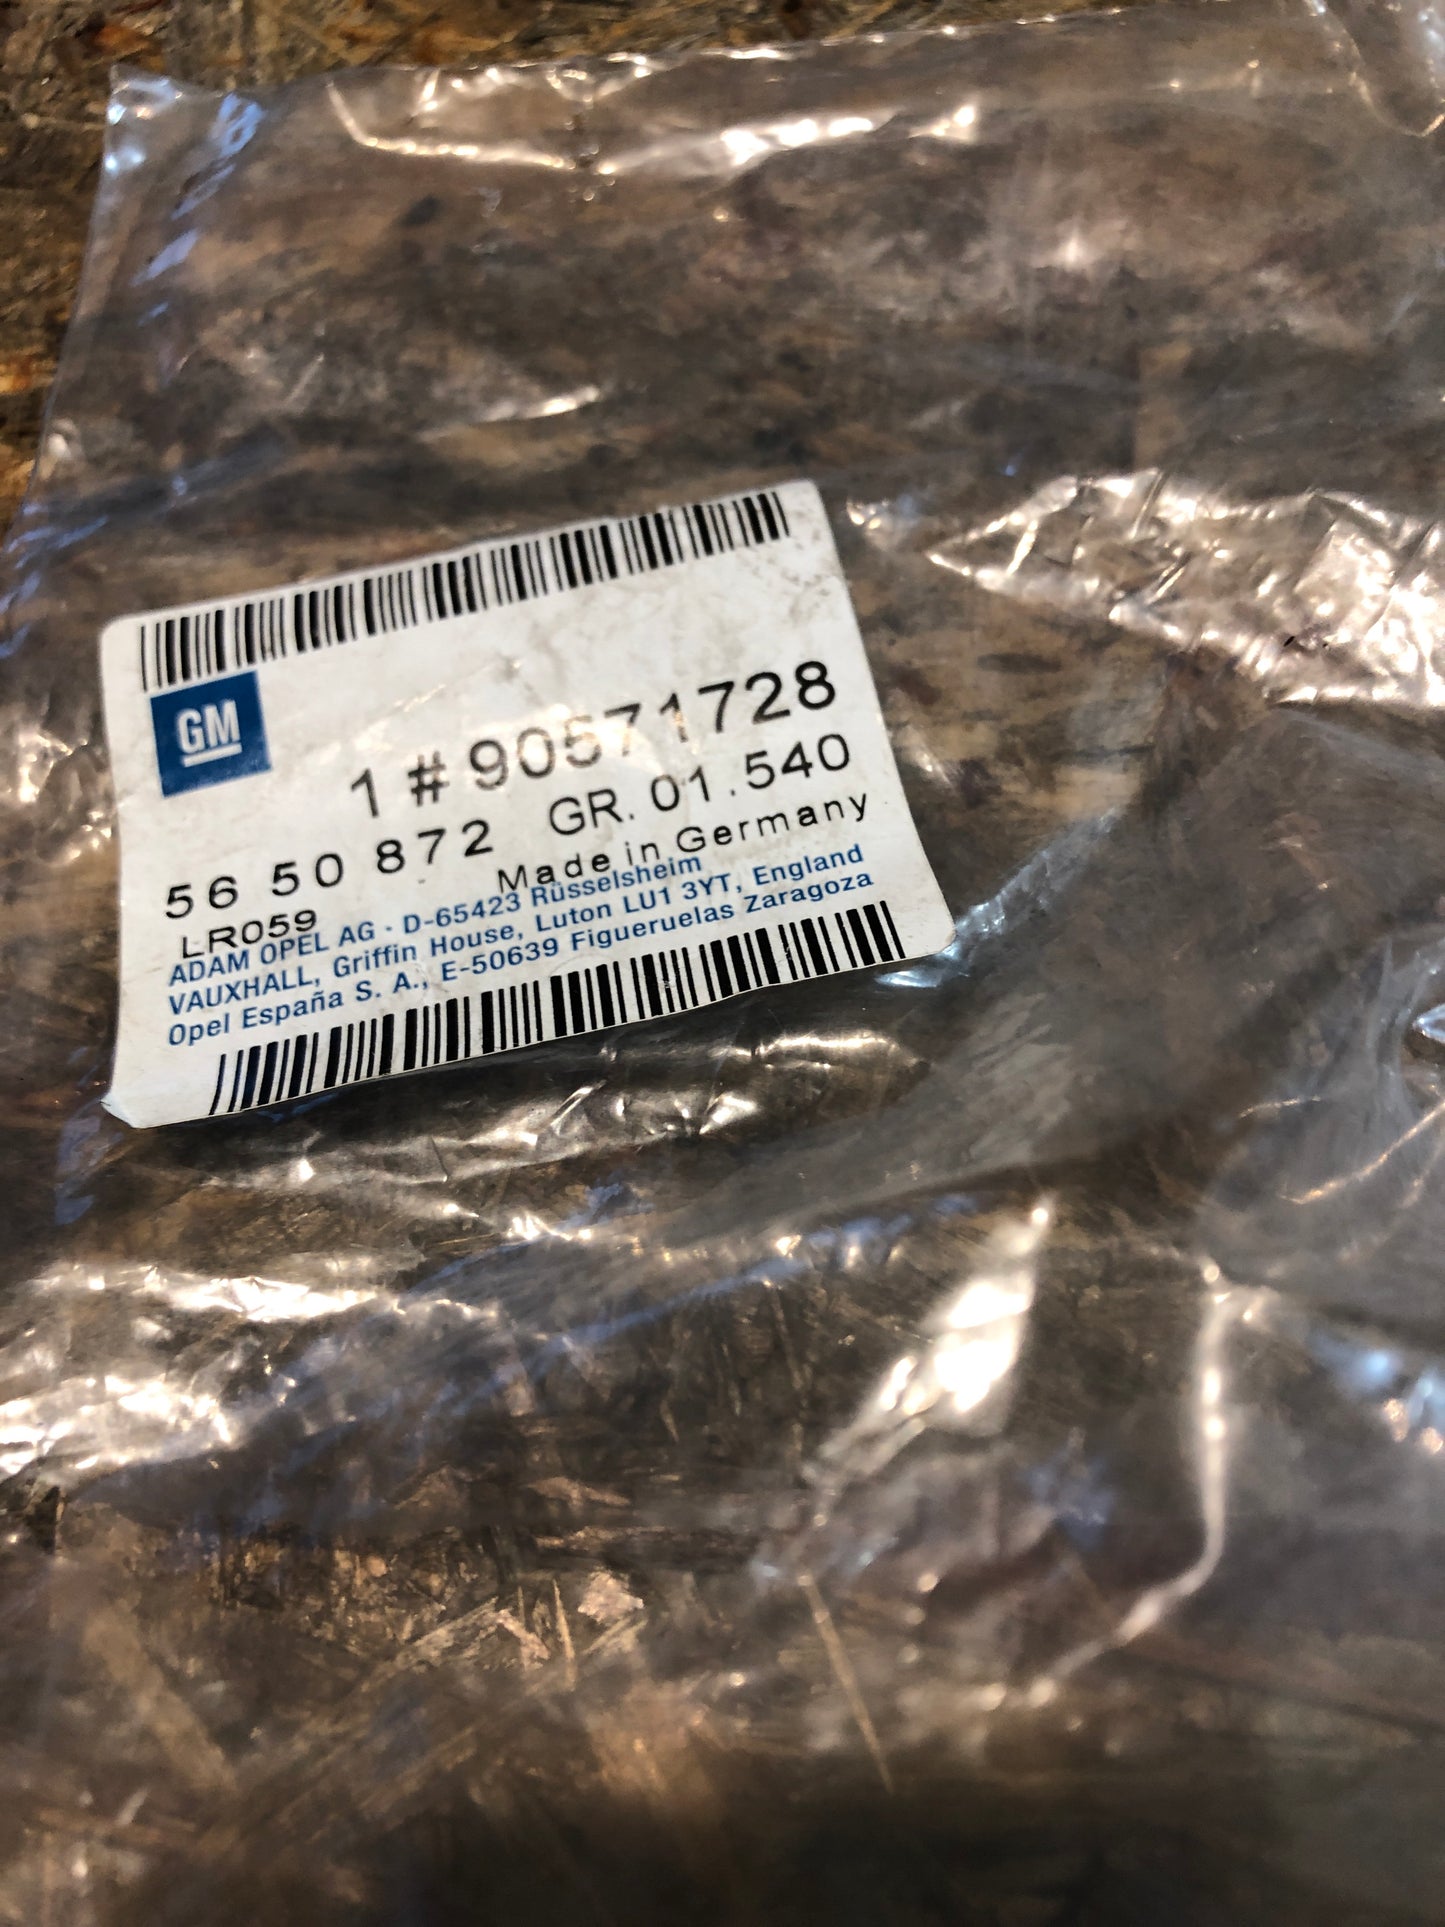 GM
1 # 90571728
56 50 872 GR. 01.540
Made in Germany
LR059
ADAM OPEL AG · D-65423 Rüsselsheim
VAUXHALL, Griffin House, Luton LU1 3YT, England
Opel España S. A., E-50639 Figueruelas Zaragoza